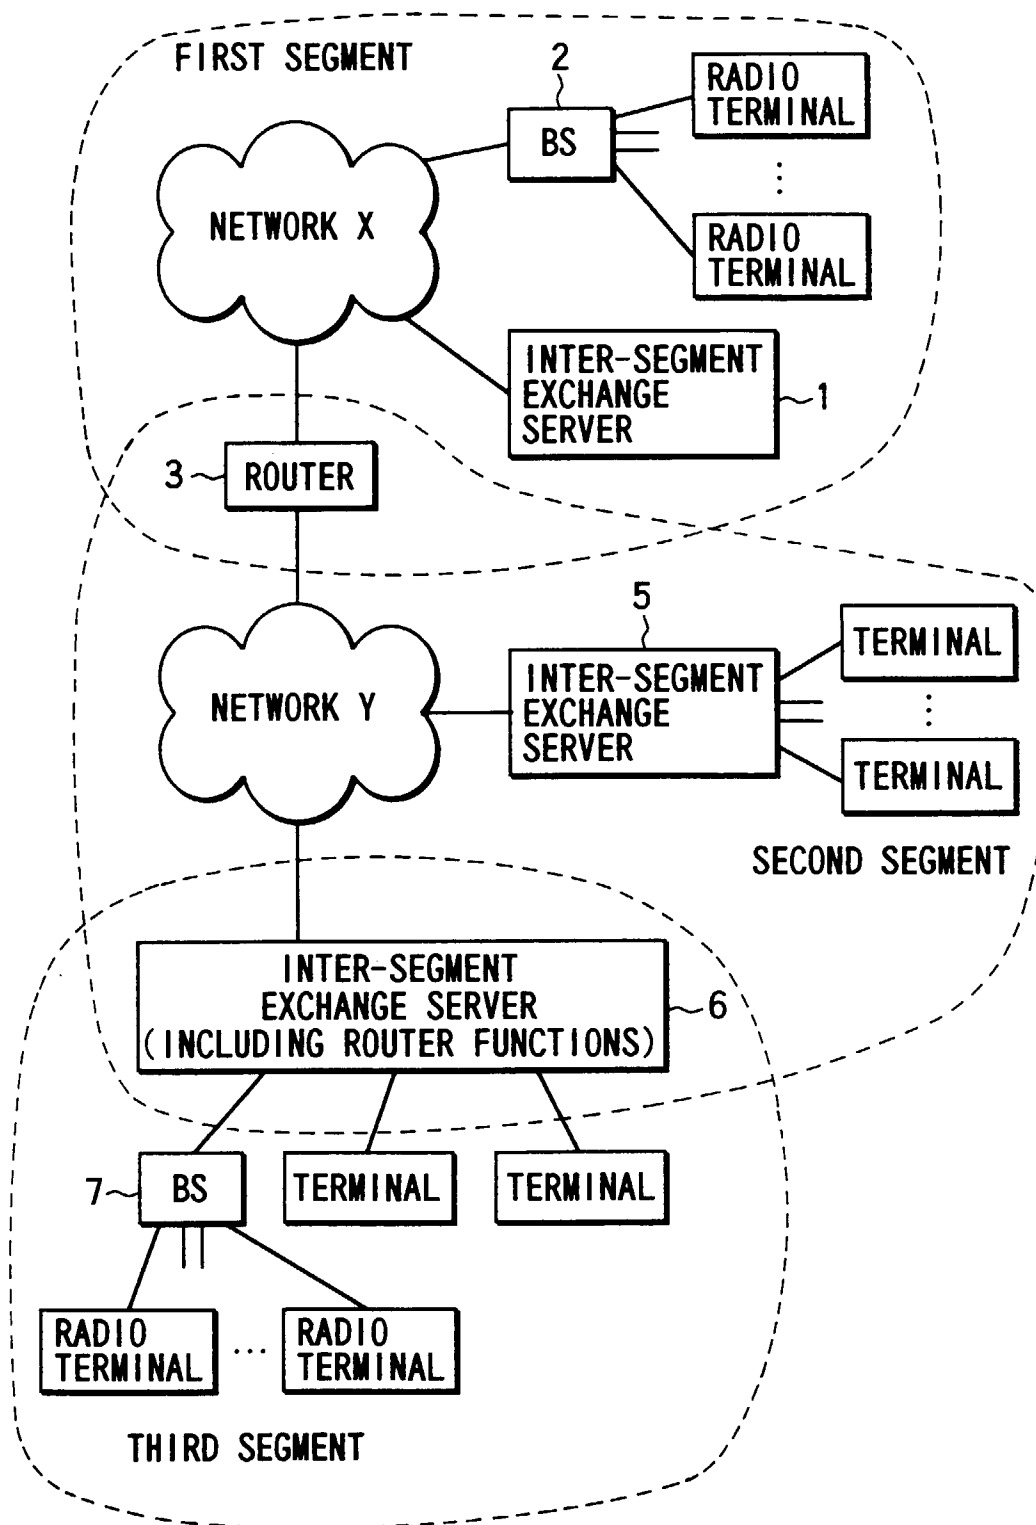 FIRST SEGMENT
2
RADIO
TERMINAL
BS
NETWORK X
RADIO
TERMINAL
INTER-SEGMENT
EXCHANGE
SERVER
1
3
ROUTER
5
TERMINAL
INTER-SEGMENT
EXCHANGE
SERVER
NETWORK Y
TERMINAL
SECOND SEGMENT
INTER-SEGMENT
EXCHANGE SERVER
(INCLUDING ROUTER FUNCTIONS)
6
7
BS
TERMINAL
TERMINAL
RADIO
TERMINAL
RADIO
TERMINAL
THIRD SEGMENT